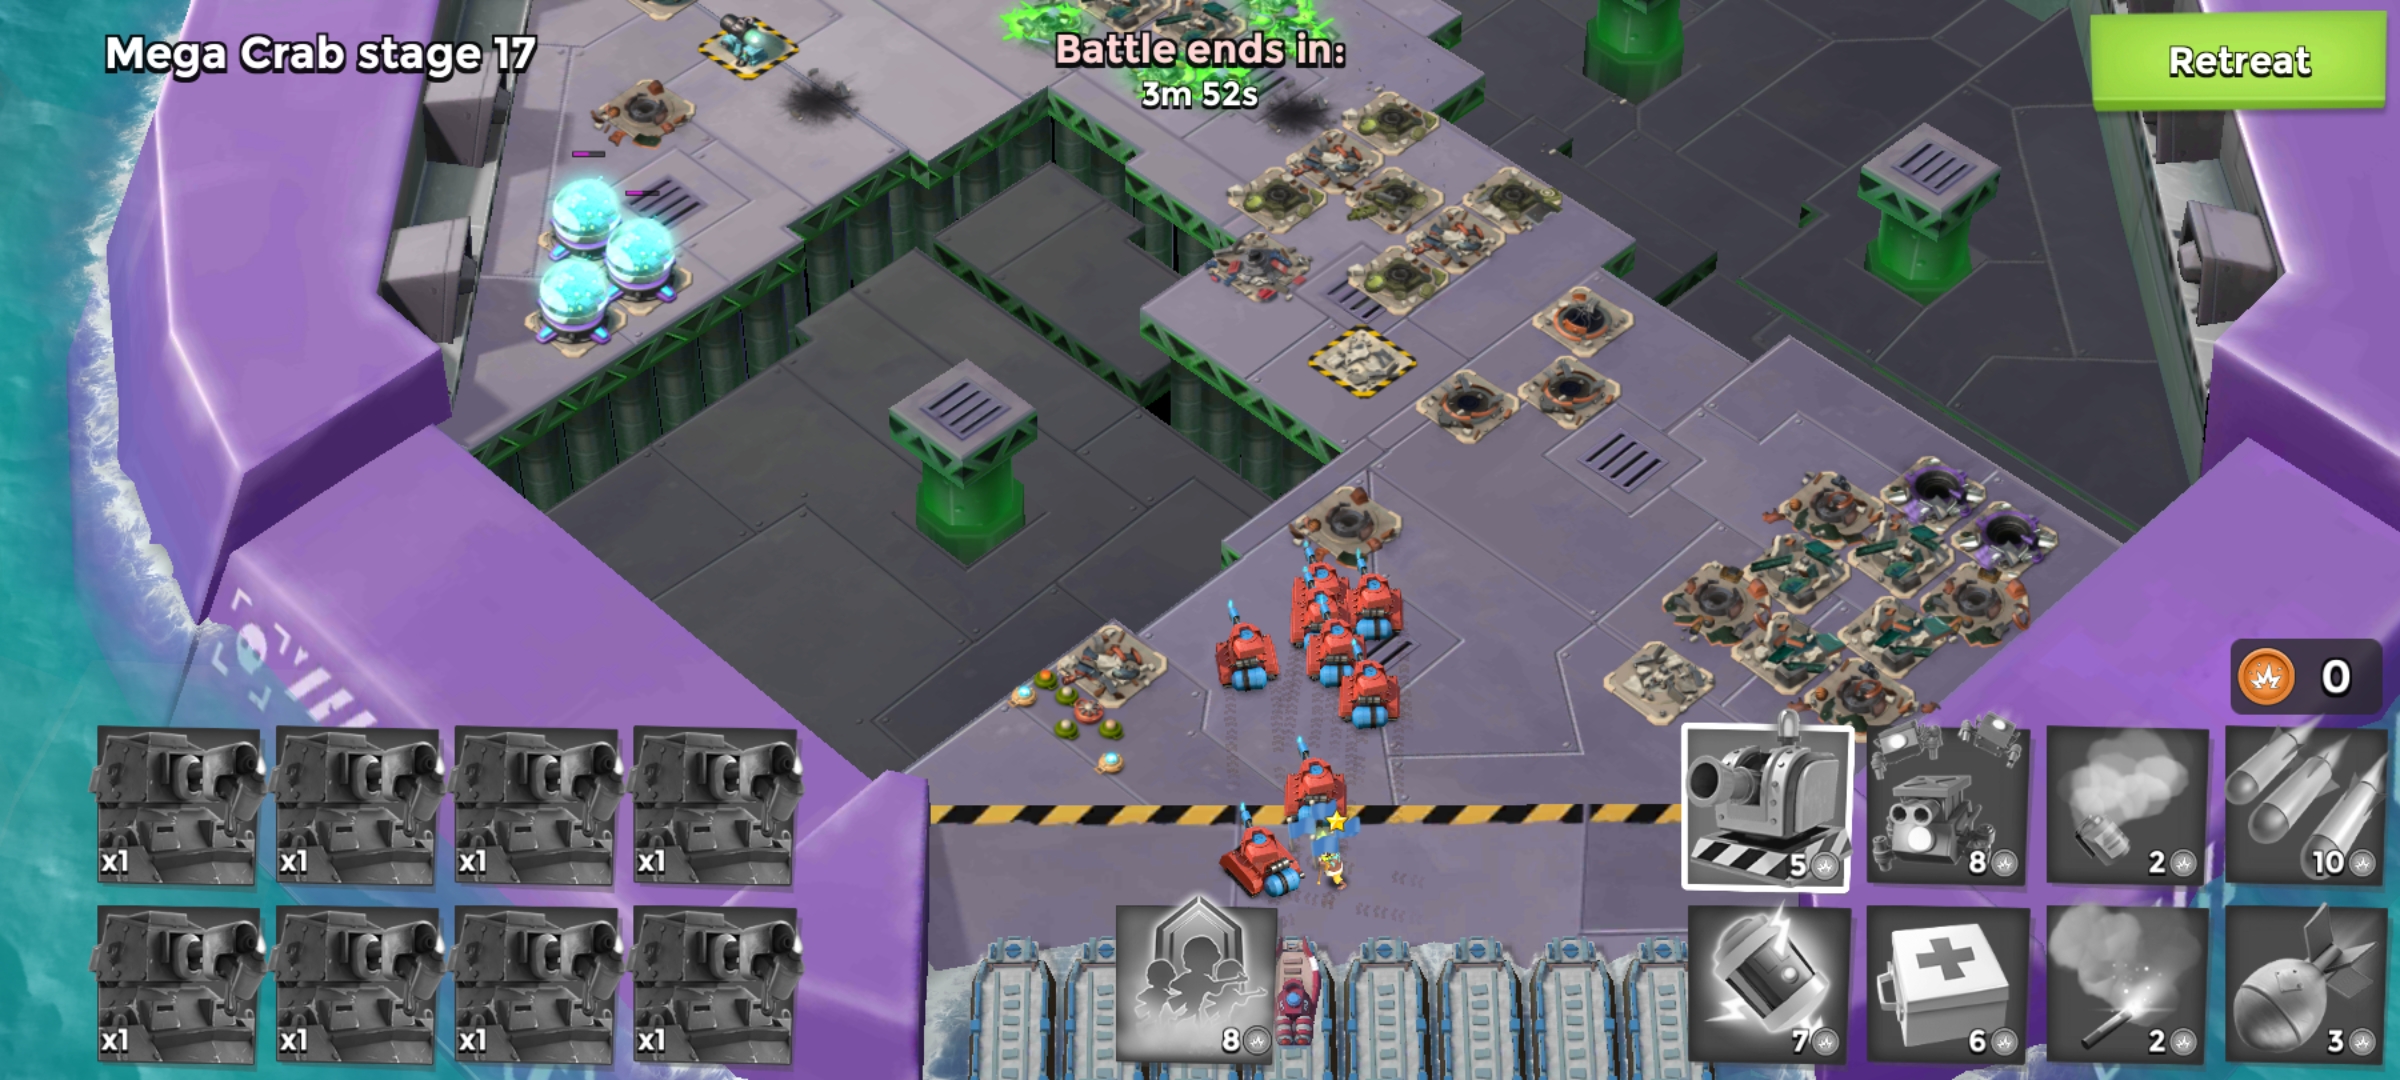 Mega Crab stage 17
Battle ends in:
3m 52s
Retreat
0
x1
x1
x1
x1
5
8
2
10
x1
x1
x1
x1
8
7
6
2
3